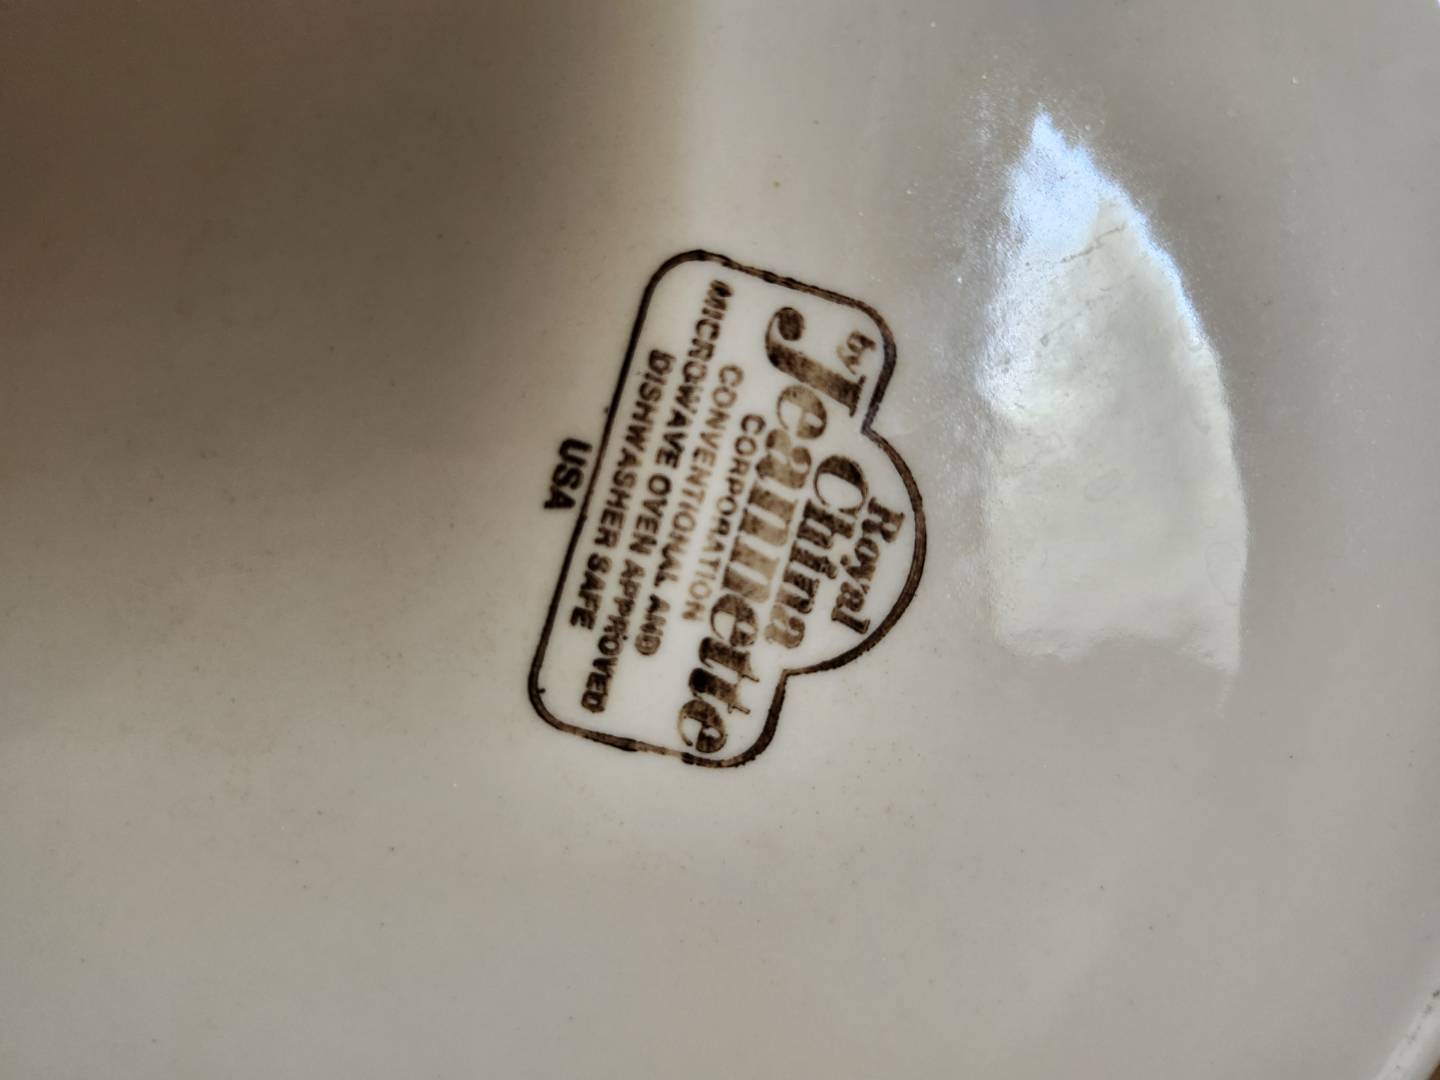 Royal
China
by Jeannette
CORPORATION
CONVENTIONAL AND
MICROWAVE OVEN APPROVED
DISHWASHER SAFE
USA